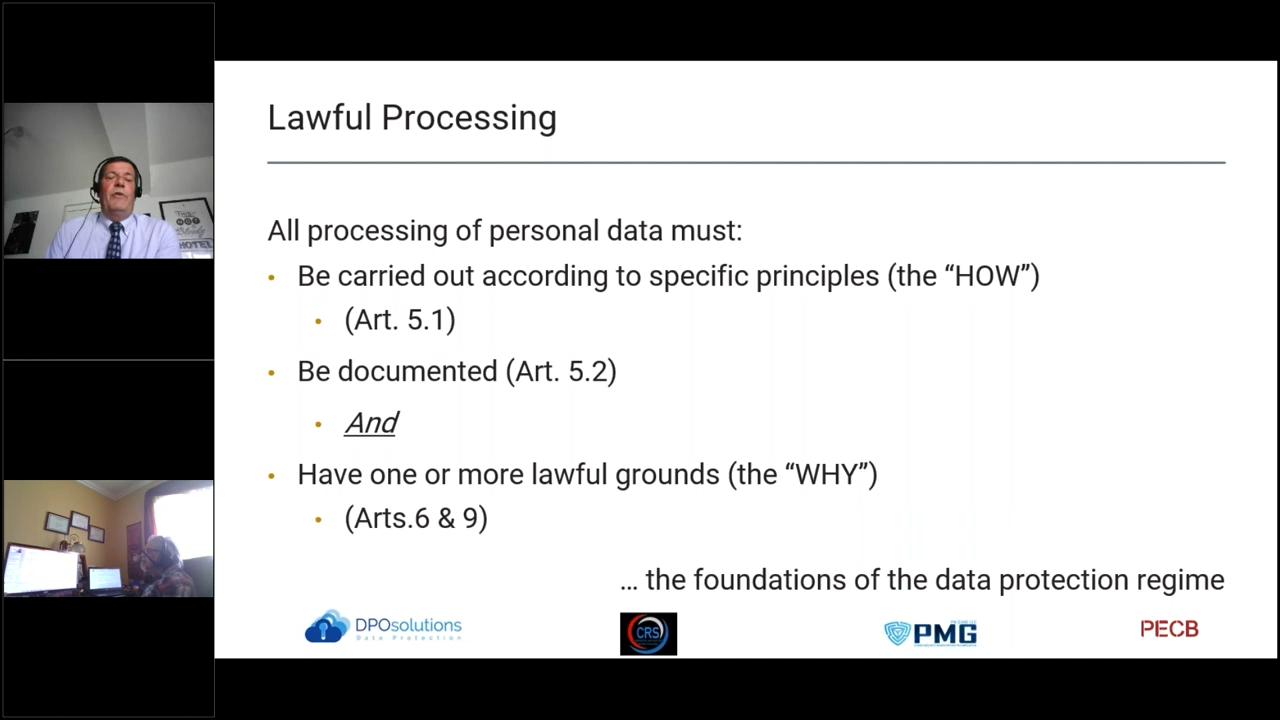 Lawful Processing
All processing of personal data must:
• Be carried out according to specific principles (the “HOW”)
• (Art. 5.1)
• Be documented (Art. 5.2)
• And
• Have one or more lawful grounds (the “WHY”)
• (Arts.6 & 9)
... the foundations of the data protection regime
DPOsolutions
Data Protection
CRS
PMG
PECB
NOT
HOTEL